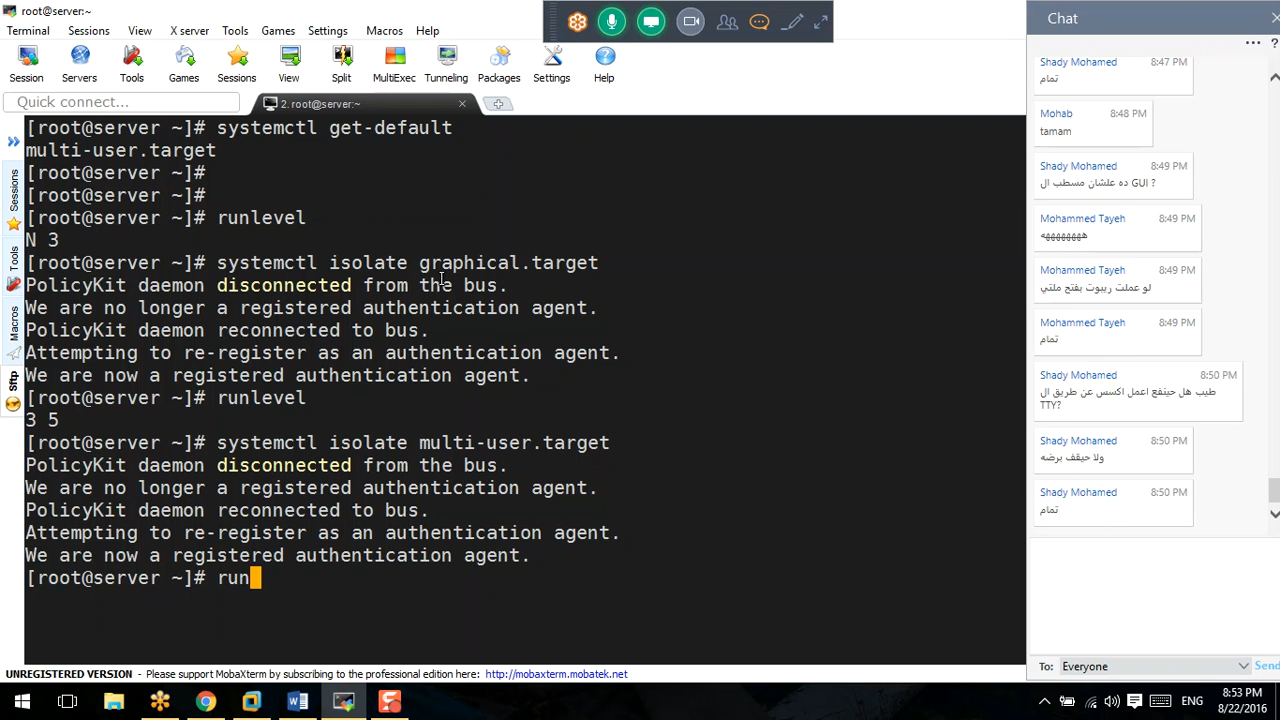 root@server:~
Terminal Sessions View X server Tools Games Settings Macros Help
Session Servers Tools Games Sessions View Split MultiExec Tunneling Packages Settings Help
Quick connect...
2. root@server:~
[root@server ~]# systemctl get-default
multi-user.target
[root@server ~]#
[root@server ~]#
[root@server ~]# runlevel
N 3
[root@server ~]# systemctl isolate graphical.target
PolicyKit daemon disconnected from the bus.
We are no longer a registered authentication agent.
PolicyKit daemon reconnected to bus.
Attempting to re-register as an authentication agent.
We are now a registered authentication agent.
[root@server ~]# runlevel
3 5
[root@server ~]# systemctl isolate multi-user.target
PolicyKit daemon disconnected from the bus.
We are no longer a registered authentication agent.
PolicyKit daemon reconnected to bus.
Attempting to re-register as an authentication agent.
We are now a registered authentication agent.
[root@server ~]# run
Sessions
Tools
Macros
Sftp
UNREGISTERED VERSION - Please support MobaXterm by subscribing to the professional edition here: http://mobaxterm.mobatek.net
Chat
?
Shady Mohamed 8:47 PM
تمام
Mohab 8:48 PM
tamam
Shady Mohamed 8:49 PM
ده علشان مسطب ال GUI ?
Mohammed Tayeh 8:49 PM
ههههههههه
Mohammed Tayeh 8:49 PM
لو عملت ريبوت بفتح ملتي
Mohammed Tayeh 8:49 PM
تمام
Shady Mohamed 8:50 PM
طيب هل حينفع اعمل اكسس عن طريق ال
TTY?
Shady Mohamed 8:50 PM
ولا حيقف برضه
Shady Mohamed 8:50 PM
تمام
To: Everyone Send
ENG
8:53 PM
8/22/2016